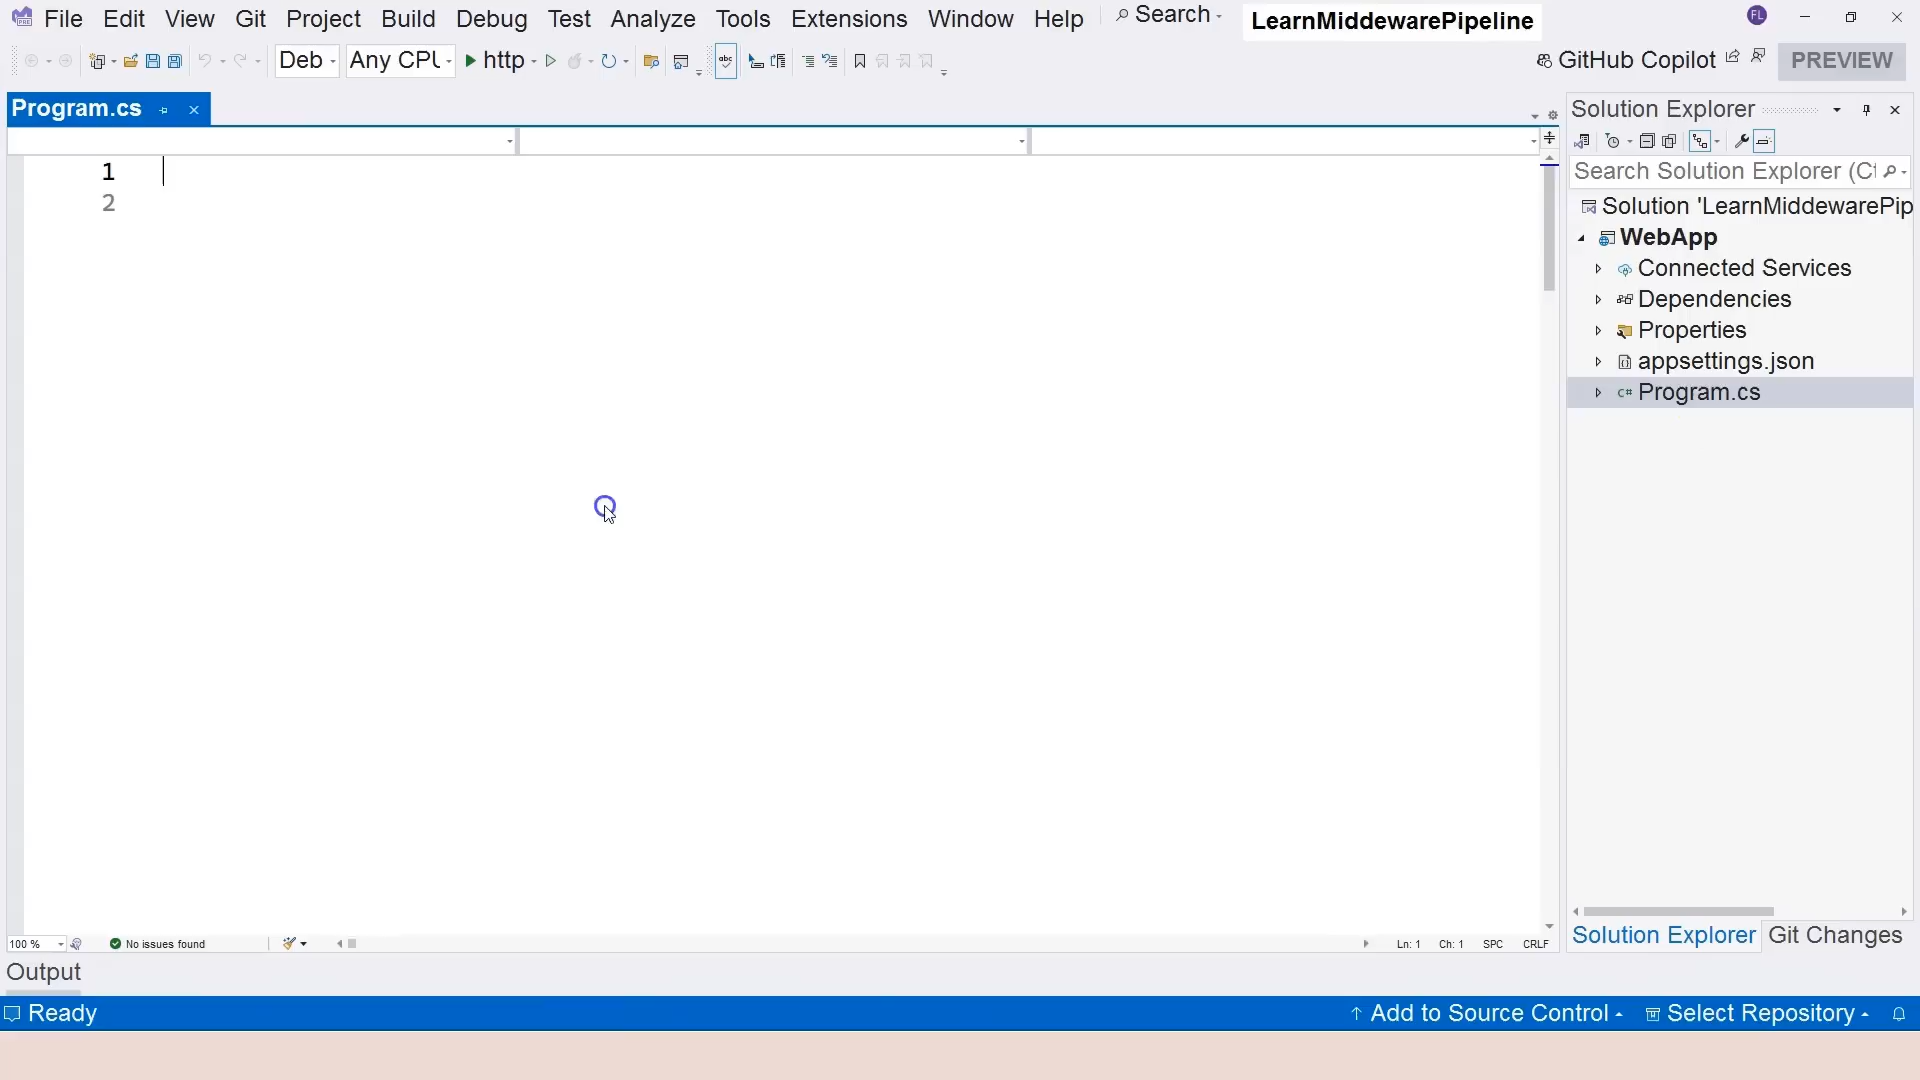 File Edit View Git Project Build Debug Test Analyze Tools Extensions Window Help Search LearnMiddewarePipeline FL
Deb Any CPU http GitHub Copilot PREVIEW
Program.cs
1
2
100 % No issues found Ln: 1 Ch: 1 SPC CRLF
Solution Explorer
Search Solution Explorer (Ct
Solution 'LearnMiddewarePip
WebApp
Connected Services
Dependencies
Properties
appsettings.json
C# Program.cs
Solution Explorer Git Changes
Output
Ready Add to Source Control Select Repository